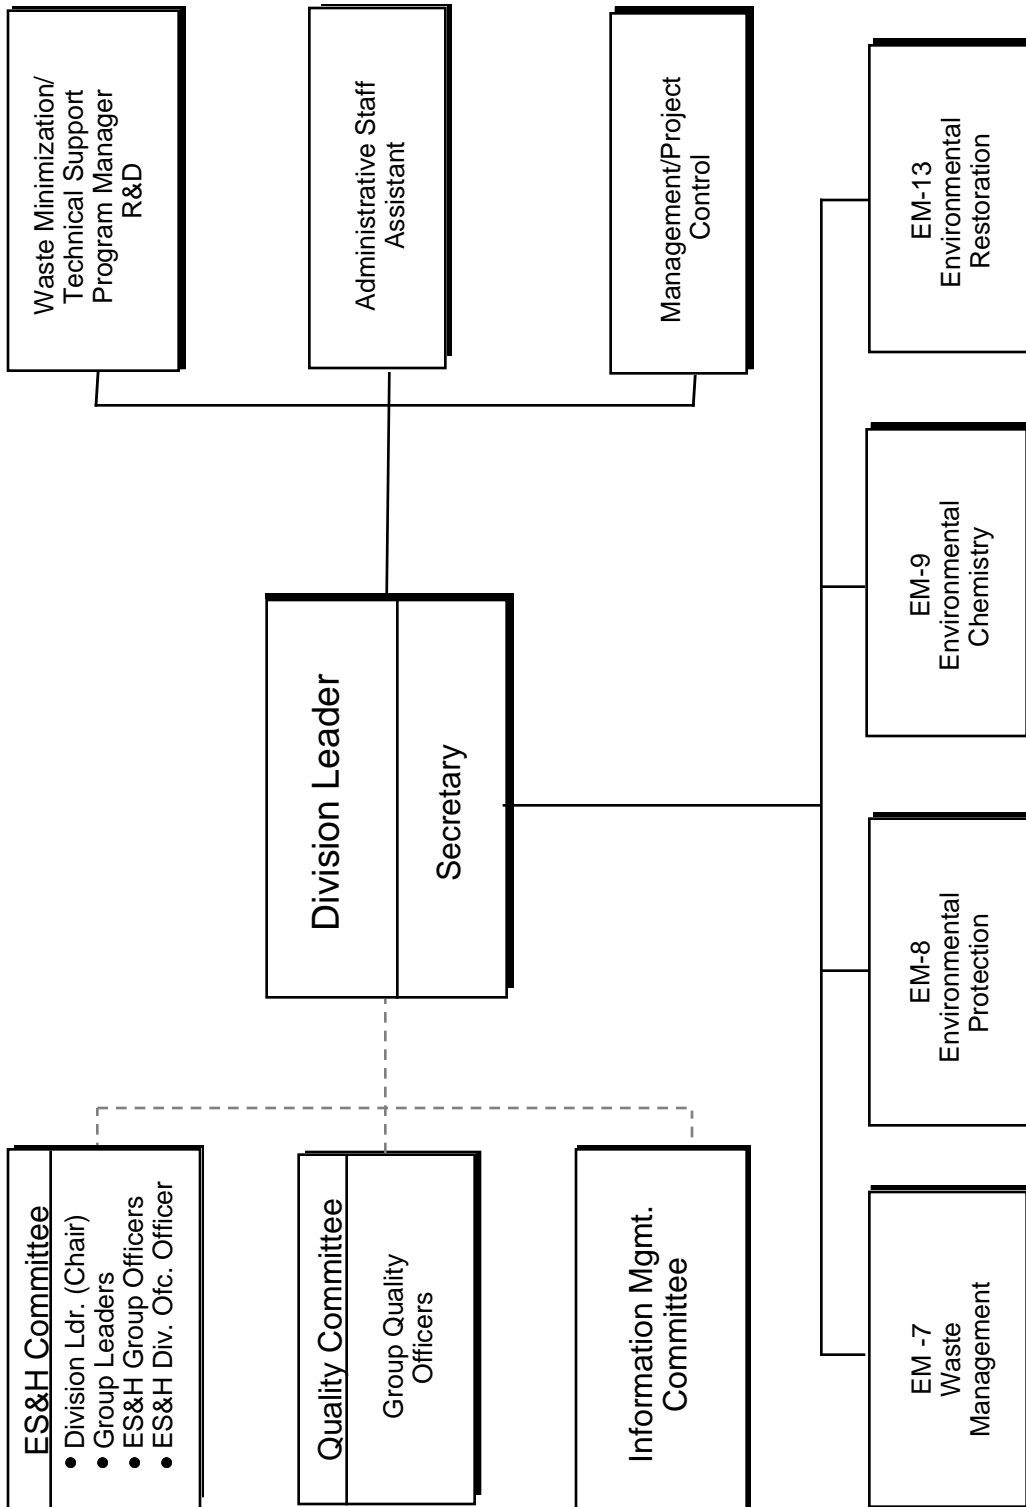 ES&H Committee
• Division Ldr. (Chair)
• Group Leaders
• ES&H Group Officers
• ES&H Div. Ofc. Officer
Quality Committee
Group Quality
Officers
Information Mgmt.
Committee
Division Leader
Secretary
Waste Minimization/
Technical Support
Program Manager
R&D
Administrative Staff
Assistant
Management/Project
Control
EM -7
Waste
Management
EM-8
Environmental
Protection
EM-9
Environmental
Chemistry
EM-13
Environmental
Restoration